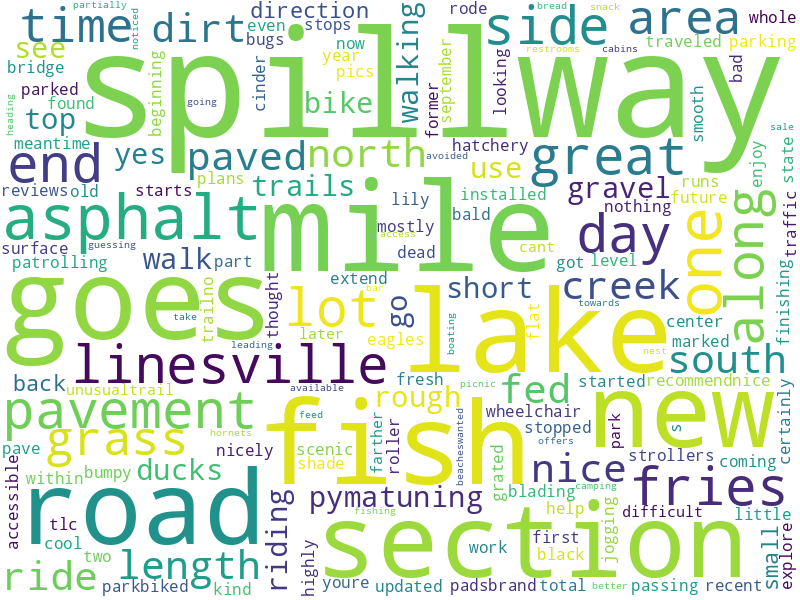 partially
noticed
time
dirt
direction
even
stops
bugs
rode
bread
snack
side
area
whole
see
bridge
parked
found
beginning
spillway
cinder
now
year
pics
bike
walking
former
september
looking
restrooms
cabins
traveled
parking
bad
smooth
sale
heading
top
meantime
going
end
yes
paved
north
avoided
hatchery
great
state
enjoy
reviews
old
starts
plans
trails
lily
use
installed
gravel
runs
future
traffic
asphalt
mile
mostly
bald
nothing
day
one
along
surface
guessing
dead
access
cant
patrolling
walk
part
extend
short
creek
got
level
center
finishing
goes
trailno
thought
lot
go
later
eagles
lake
boating
flat
towards
marked
take
leading
bar
linesville
south
nest
back
unusualtrail
available
fresh
picnic
fed
started
recommendnice
pavement
feed
rough
wheelchair
stopped
new
s
park
certainly
grass
hornets
nicely
scenic
shade
farther
roller
fish
beacheswanted
offers
strollers
pave
within
bumpy
ducks
grated
nice
coming
accessible
road
tlc
cool
two
length
riding
pymatuning
camping
blading
help
jogging
fries
difficult
little
fishing
section
first
black
work
small
explore
ride
parkbiked
kind
highly
youre
updated
padsbrand
total
better
passing
recent